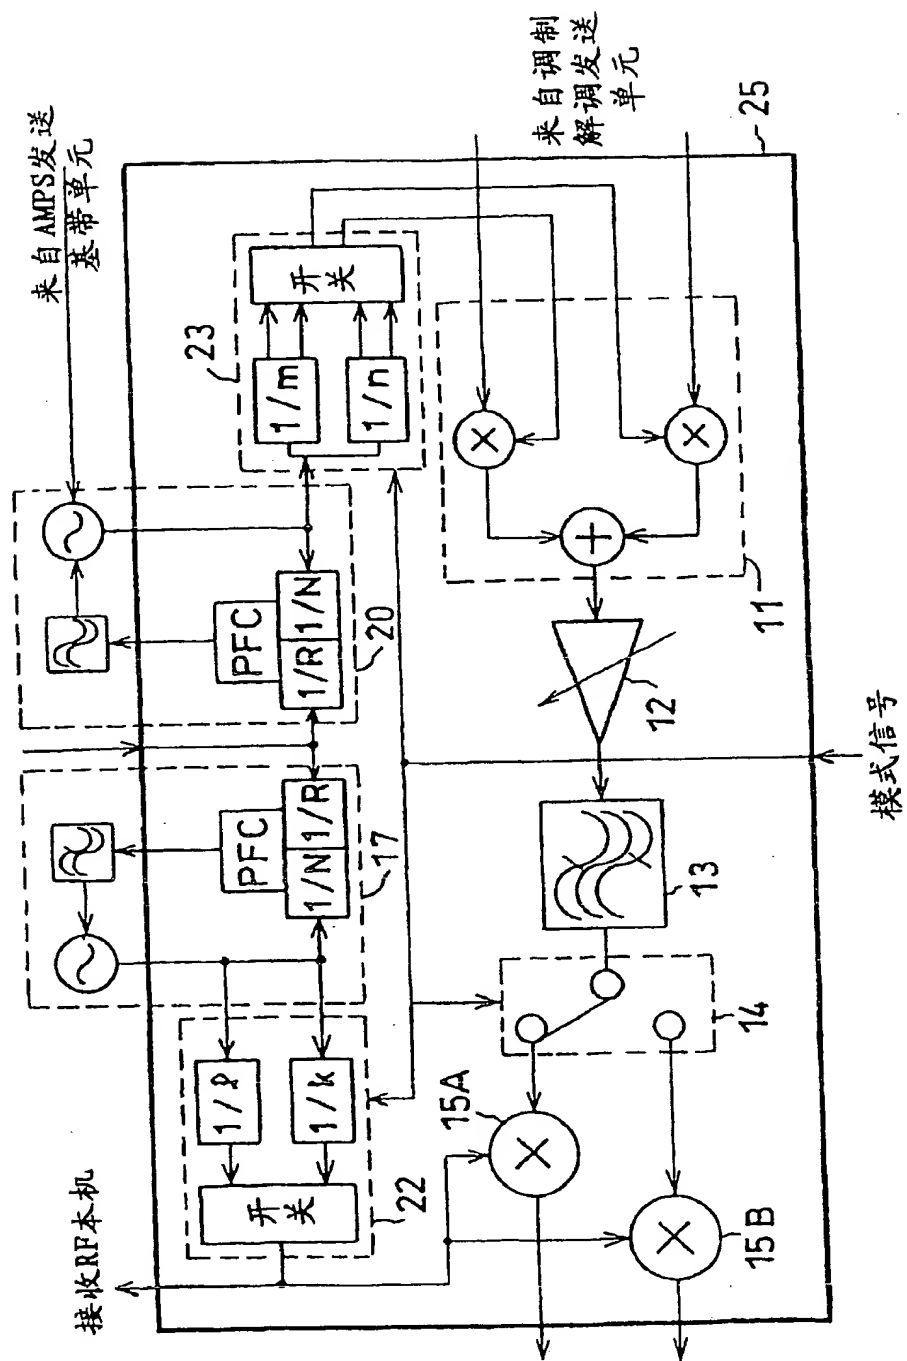 接收RF本机
来自AMPS发送
基带单元
来自调制
解调发送
单元
模式信号
开关
1/ℓ
1/k
22
PFC
1/N
1/R
17
PFC
1/R
1/N
20
1/m
1/n
开关
23
25
15A
15B
14
13
12
11